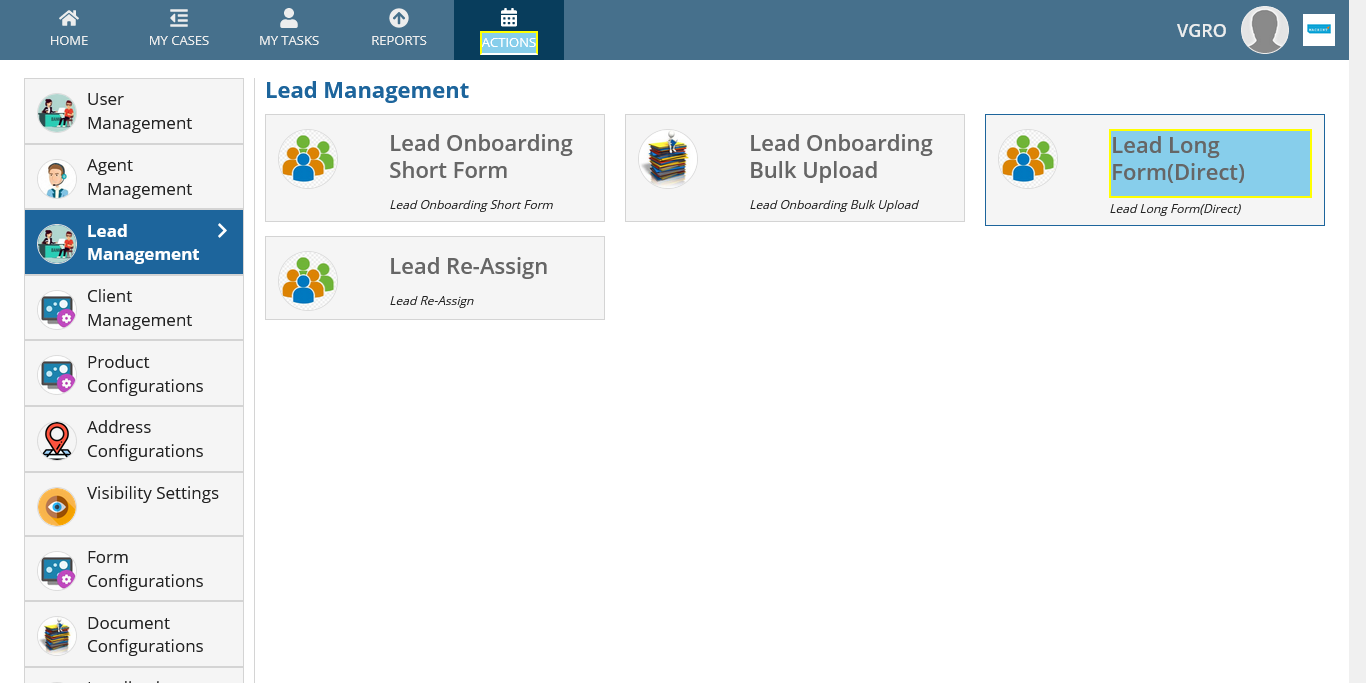 HOME
MY CASES
MY TASKS
REPORTS
ACTIONS
VGRO
User
Management
Agent
Management
Lead
Management
Client
Management
Product
Configurations
Address
Configurations
Visibility Settings
Form
Configurations
Document
Configurations
Lead Management
Lead Onboarding
Short Form
Lead Onboarding Short Form
Lead Onboarding
Bulk Upload
Lead Onboarding Bulk Upload
Lead Long
Form(Direct)
Lead Long Form(Direct)
Lead Re-Assign
Lead Re-Assign